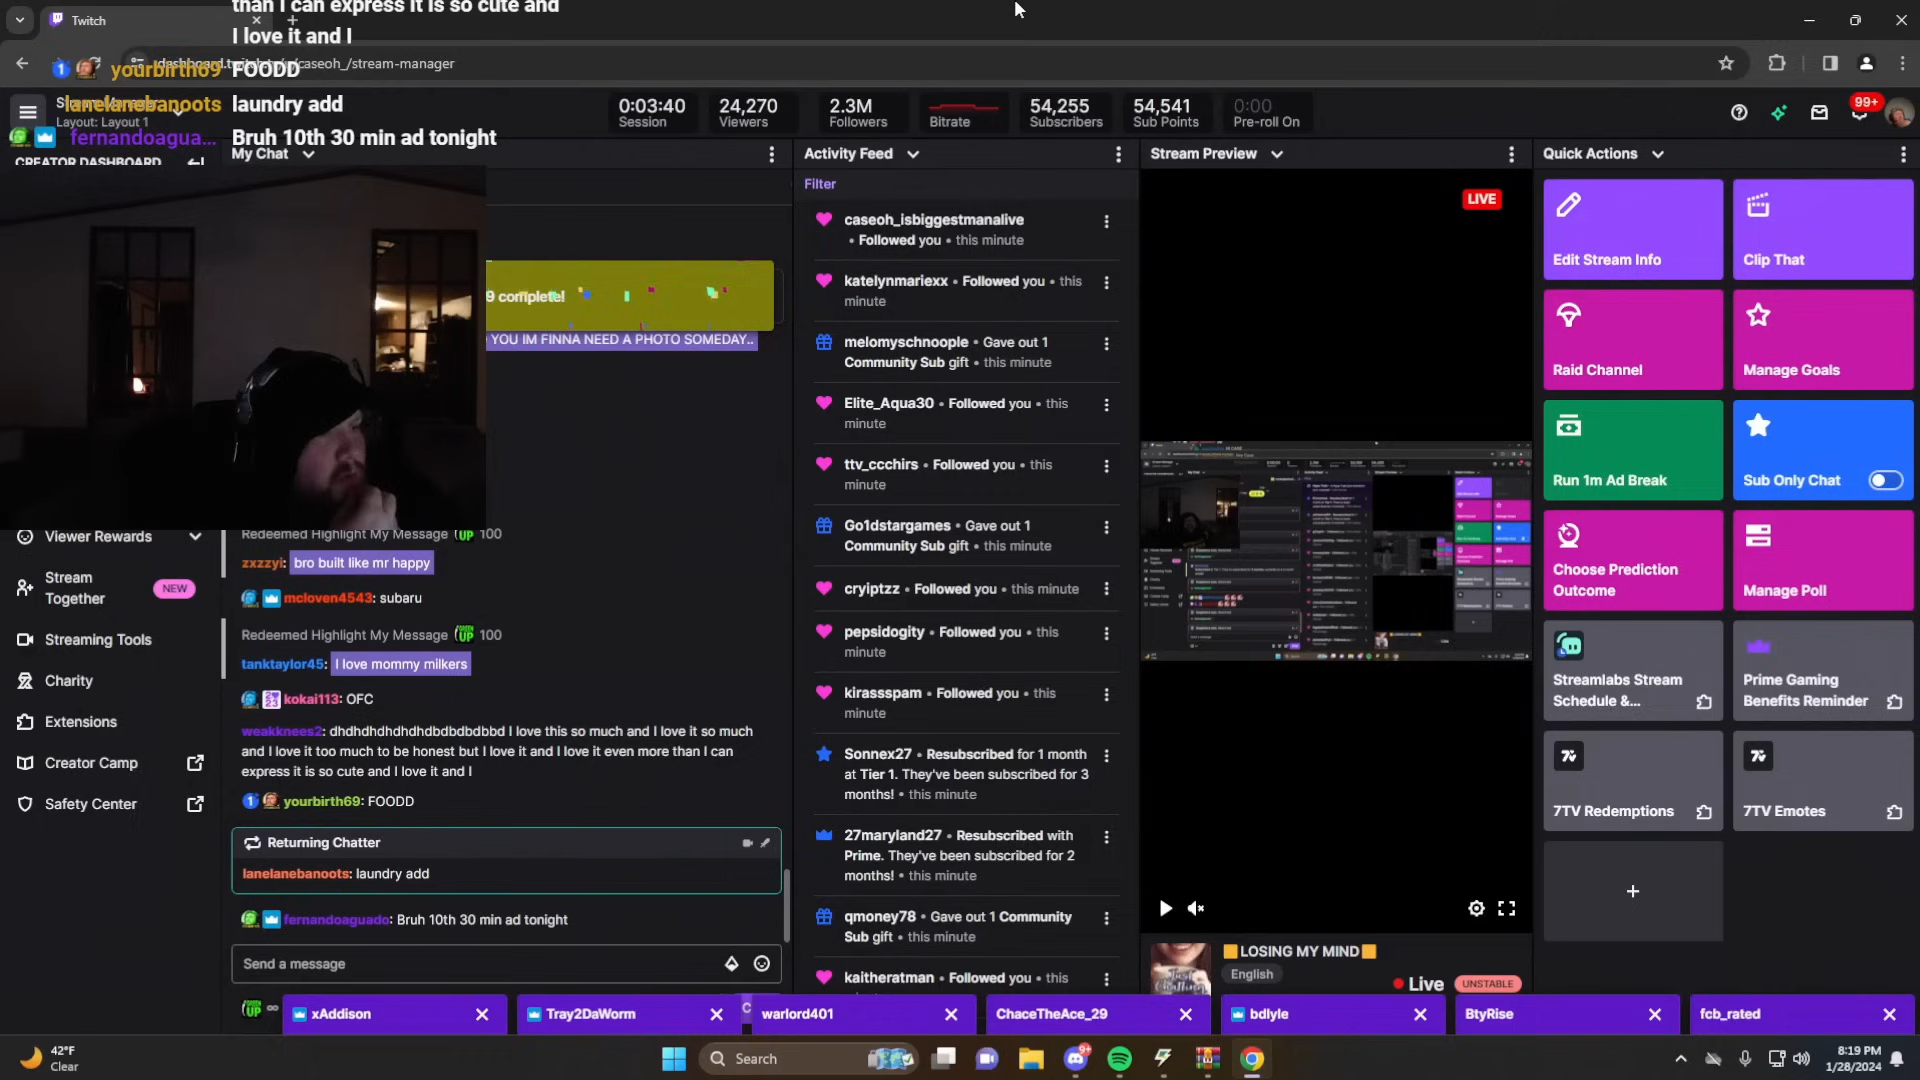 Twitch
than I can express it is so cute and
I love it and I
yourbirth69 FOODD
dashboard.twitch.tv/u/caseoh_/stream-manager
lanelanebanoots laundry add
fernandoagua... Bruh 10th 30 min ad tonight
Stream Manager
Layout: Layout 1
0:03:40
Session
24,270
Viewers
2.3M
Followers
Bitrate
54,255
Subscribers
54,541
Sub Points
0:00
Pre-roll On
99+
CREATOR DASHBOARD
Viewer Rewards
Stream
Together
NEW
Streaming Tools
Charity
Extensions
Creator Camp
Safety Center
My Chat
9 complete!
YOU IM FINNA NEED A PHOTO SOMEDAY..
Redeemed Highlight My Message 100
zxzzyi: bro built like mr happy
mcloven4543: subaru
Redeemed Highlight My Message 100
tanktaylor45: I love mommy milkers
kokai113: OFC
weakknees2: dhdhdhdhdhdhdbdbdbdbbd I love this so much and I love it so much
and I love it too much to be honest but I love it and I love it even more than I can
express it is so cute and I love it and I
yourbirth69: FOODD
Returning Chatter
lanelanebanoots: laundry add
fernandoaguado: Bruh 10th 30 min ad tonight
Send a message
Activity Feed
Filter
caseoh_isbiggestmanalive
• Followed you • this minute
katelynmariexx • Followed you • this
minute
melomyschnoople • Gave out 1
Community Sub gift • this minute
Elite_Aqua30 • Followed you • this
minute
ttv_ccchirs • Followed you • this
minute
Go1dstargames • Gave out 1
Community Sub gift • this minute
cryiptzz • Followed you • this minute
pepsidogity • Followed you • this
minute
kirassspam • Followed you • this
minute
Sonnex27 • Resubscribed for 1 month
at Tier 1. They've been subscribed for 3
months! • this minute
27maryland27 • Resubscribed with
Prime. They've been subscribed for 2
months! • this minute
qmoney78 • Gave out 1 Community
Sub gift • this minute
kaitheratman • Followed you • this
Stream Preview
LIVE
LOSING MY MIND
English
Live
UNSTABLE
Quick Actions
Edit Stream Info
Clip That
Raid Channel
Manage Goals
Run 1m Ad Break
Sub Only Chat
Choose Prediction
Outcome
Manage Poll
Streamlabs Stream
Schedule &...
Prime Gaming
Benefits Reminder
7TV Redemptions
7TV Emotes
xAddison
Tray2DaWorm
warlord401
ChaceTheAce_29
bdlyle
BtyRise
fcb_rated
42°F
Clear
Search
9+
8:19 PM
1/28/2024